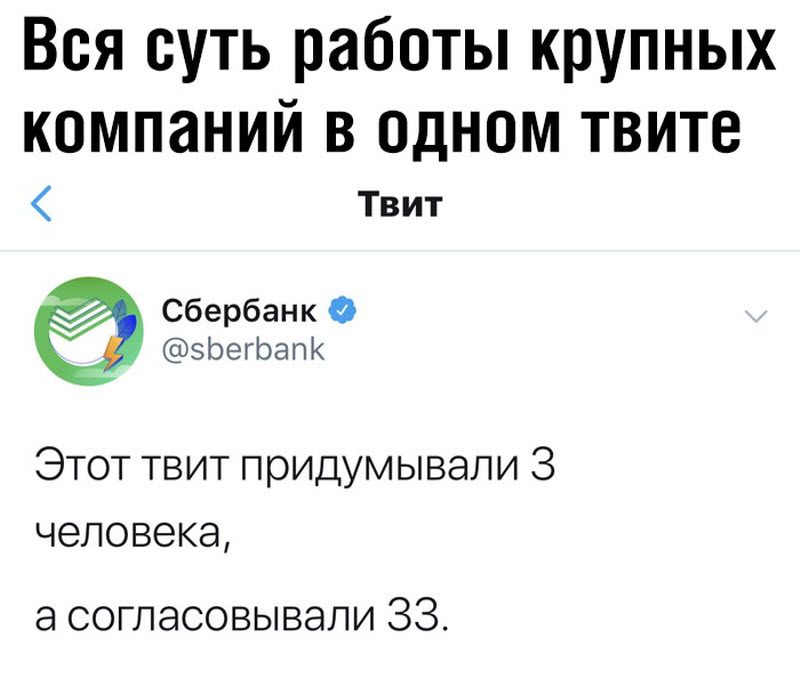 Вся суть работы крупных
компаний в одном твите
Твит
Сбербанк
@sberbank
Этот твит придумывали 3
человека,
а согласовывали 33.